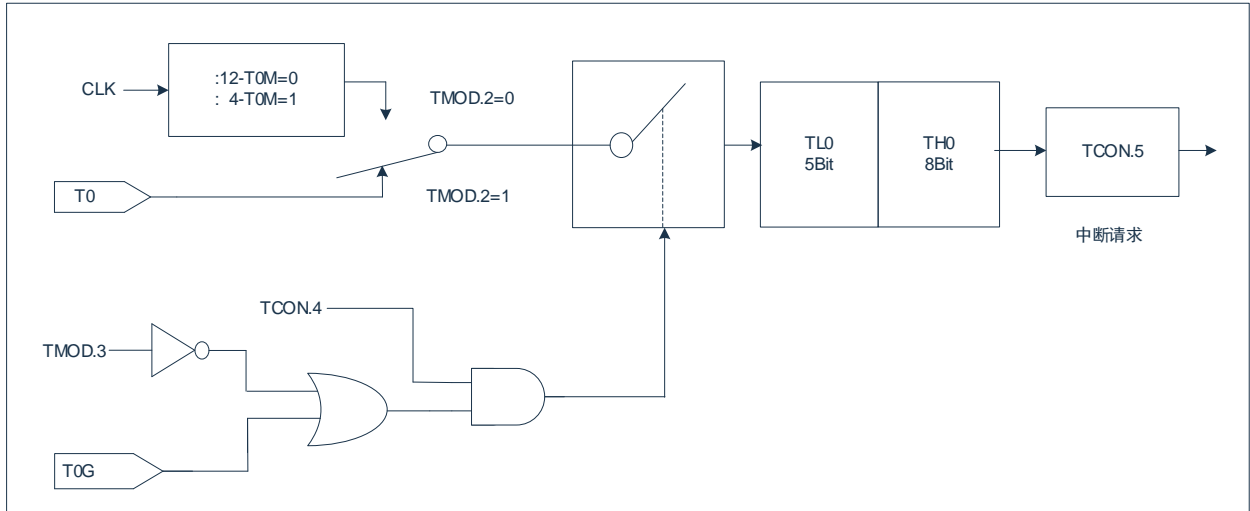 CLK
:12-T0M=0
: 4-T0M=1
TMOD.2=0
T0
TMOD.2=1
TL0
5Bit
TH0
8Bit
TCON.5
中断请求
TCON.4
TMOD.3
T0G